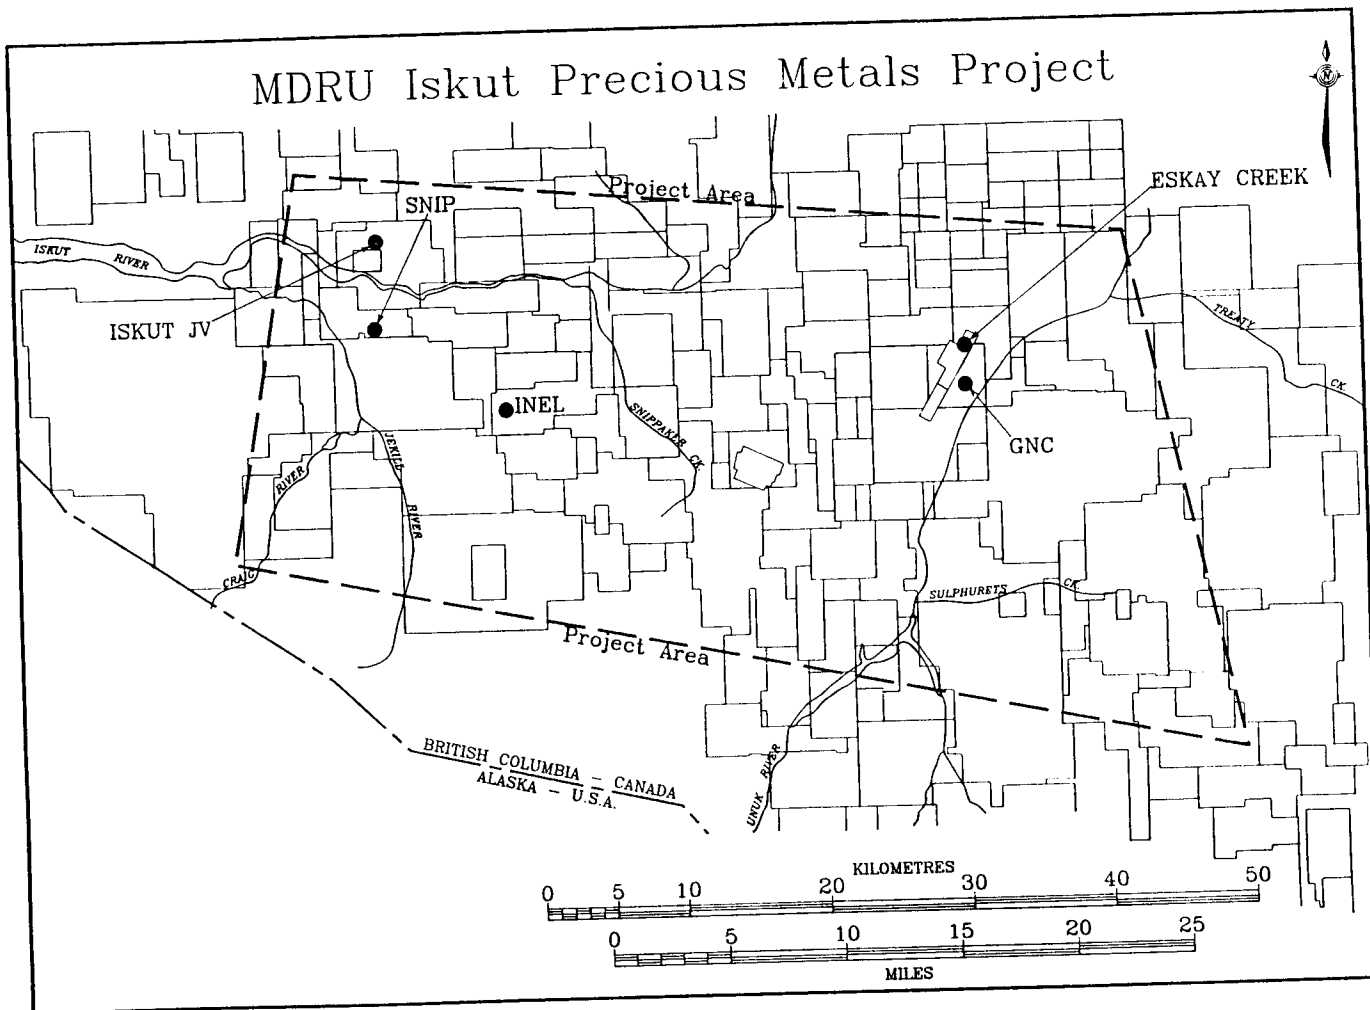 MDRU Iskut Precious Metals Project
N
Project Area
ESKAY CREEK
SNIP
ISKUT RIVER
ISKUT JV
TREATY CK.
INEL
SNIPPAKER CK.
GNC
JEKILL RIVER
CRAIG RIVER
SULPHURETS CK.
Project Area
UNUK RIVER
BRITISH COLUMBIA – CANADA
ALASKA – U.S.A.
KILOMETRES
0 5 10 20 30 40 50
0 5 10 15 20 25
MILES